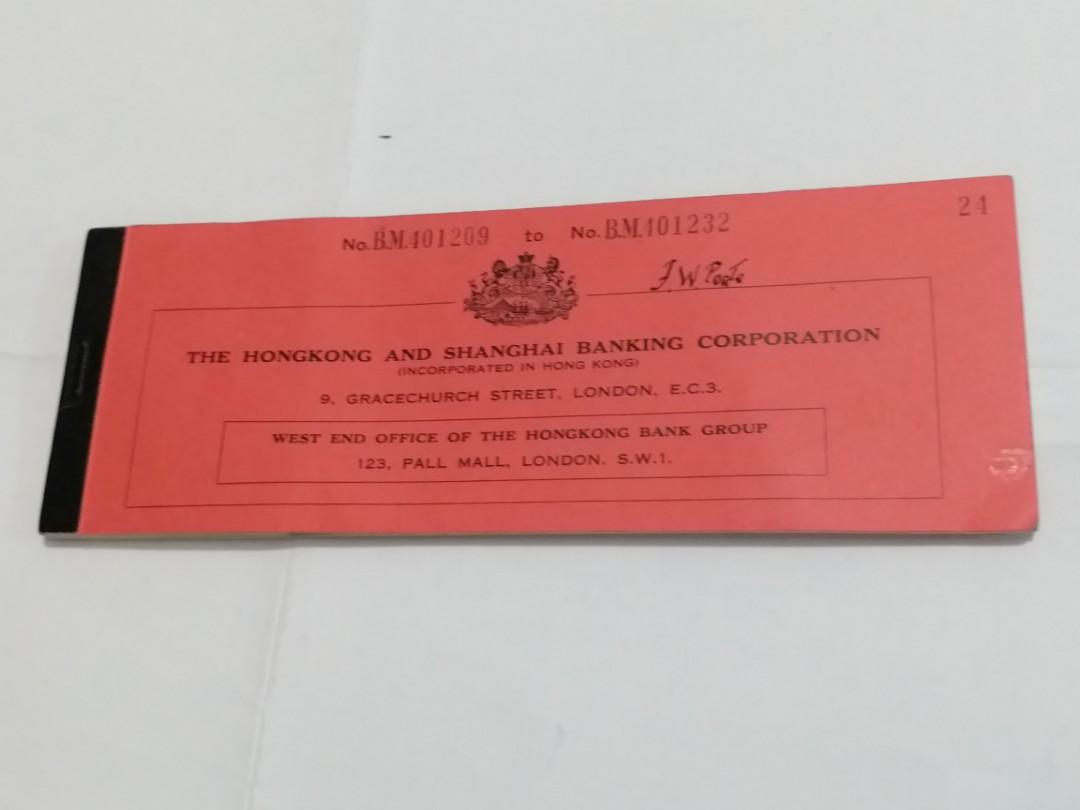 24
No. B.M.401209 to No. B.M.401232
J W Porto
THE HONGKONG AND SHANGHAI BANKING CORPORATION
(INCORPORATED IN HONG KONG)
9, GRACECHURCH STREET, LONDON, E.C.3.
WEST END OFFICE OF THE HONGKONG BANK GROUP
123, PALL MALL, LONDON, S.W.1.